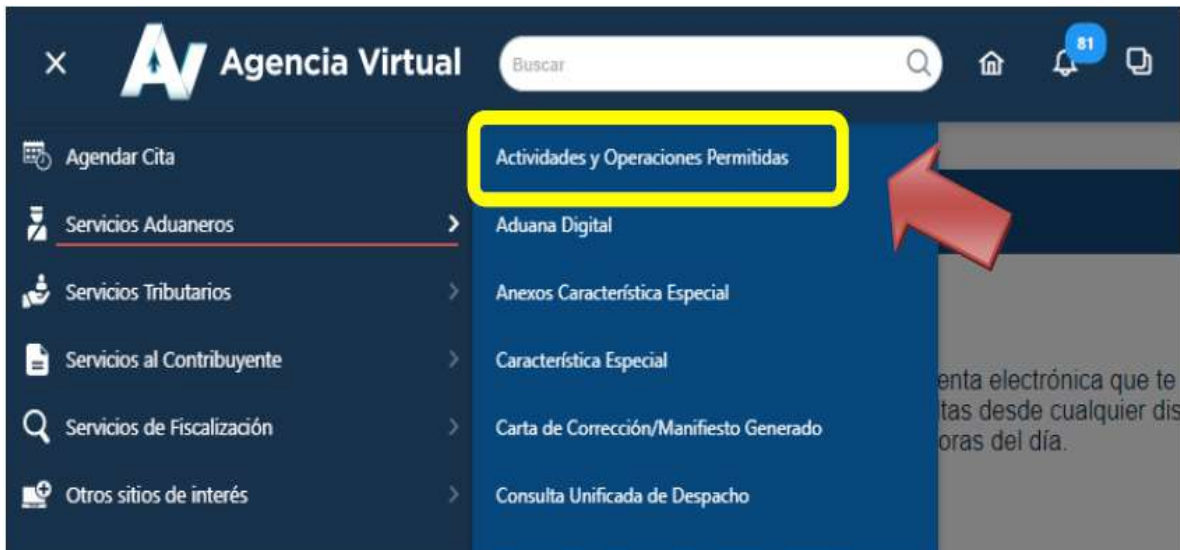 Agencia Virtual
Buscar
81
Agendar Cita
Servicios Aduaneros
Servicios Tributarios
Servicios al Contribuyente
Servicios de Fiscalización
Otros sitios de interés
Actividades y Operaciones Permitidas
Aduana Digital
Anexos Característica Especial
Característica Especial
Carta de Corrección/Manifiesto Generado
Consulta Unificada de Despacho
enta electrónica que te
tas desde cualquier dis
oras del día.